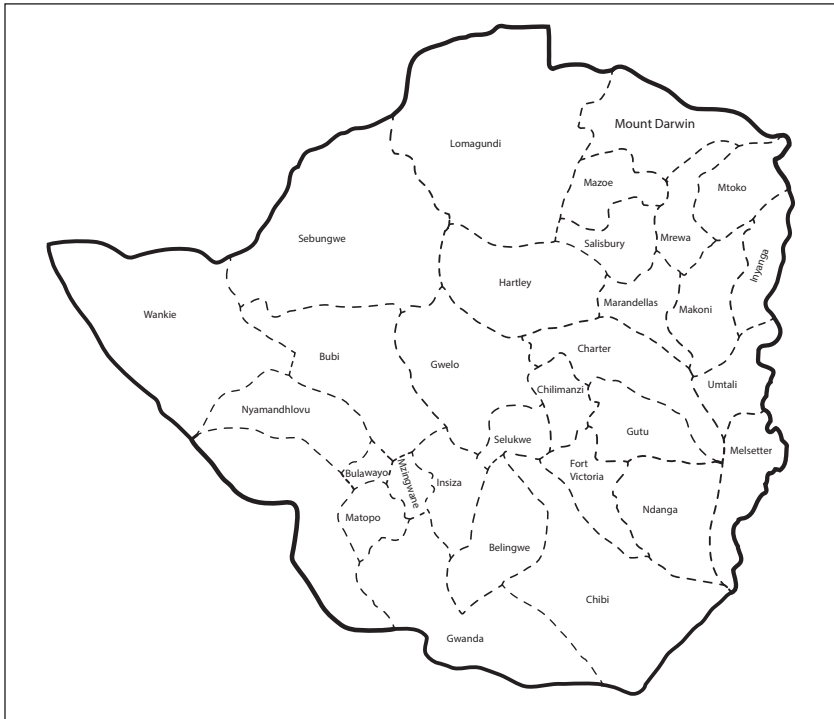 Mount Darwin
Lomagundi
Mazoe
Mtoko
Sebungwe
Salisbury
Mrewa
Inyanga
Hartley
Marandellas
Makoni
Wankie
Charter
Bubi
Gwelo
Chilimanzi
Umtali
Nyamandhlovu
Selukwe
Gutu
Melsetter
Bulawayo
Mzingwane
Insiza
Fort
Victoria
Matopo
Ndanga
Belingwe
Chibi
Gwanda